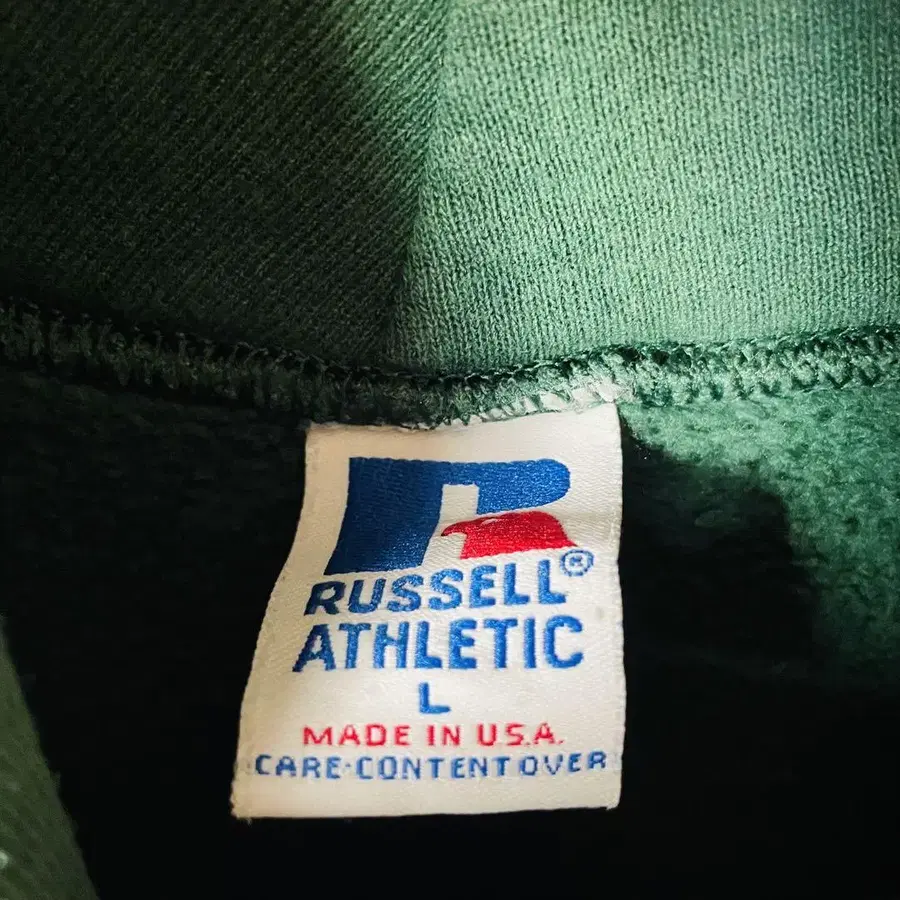 R
RUSSELL®
ATHLETIC
L
MADE IN U.S.A.
CARE·CONTENT OVER